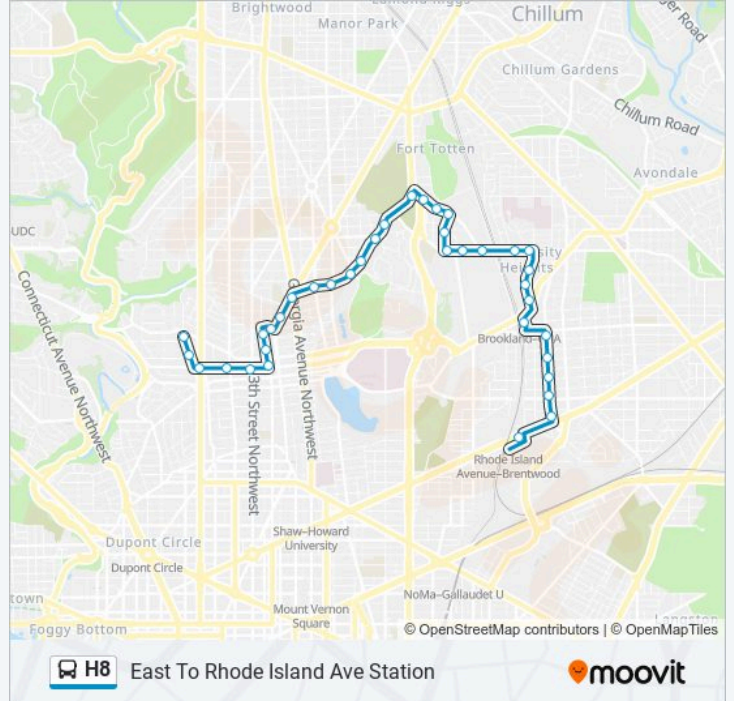 Brightwood
Manor Park
Chillum
Chillum Gardens
Chillum Road
Fort Totten
Avondale
UDC
Connecticut Avenue Northwest
Georgia Avenue Northwest
3th Street Northwest
Rhode Island
Avenue–Brentwood
Shaw–Howard
University
Dupont Circle
Dupont Circle
NoMa–Gallaudet U
Mount Vernon
Square
Foggy Bottom
© OpenStreetMap contributors | © OpenMapTiles
H8 East To Rhode Island Ave Station
moovit